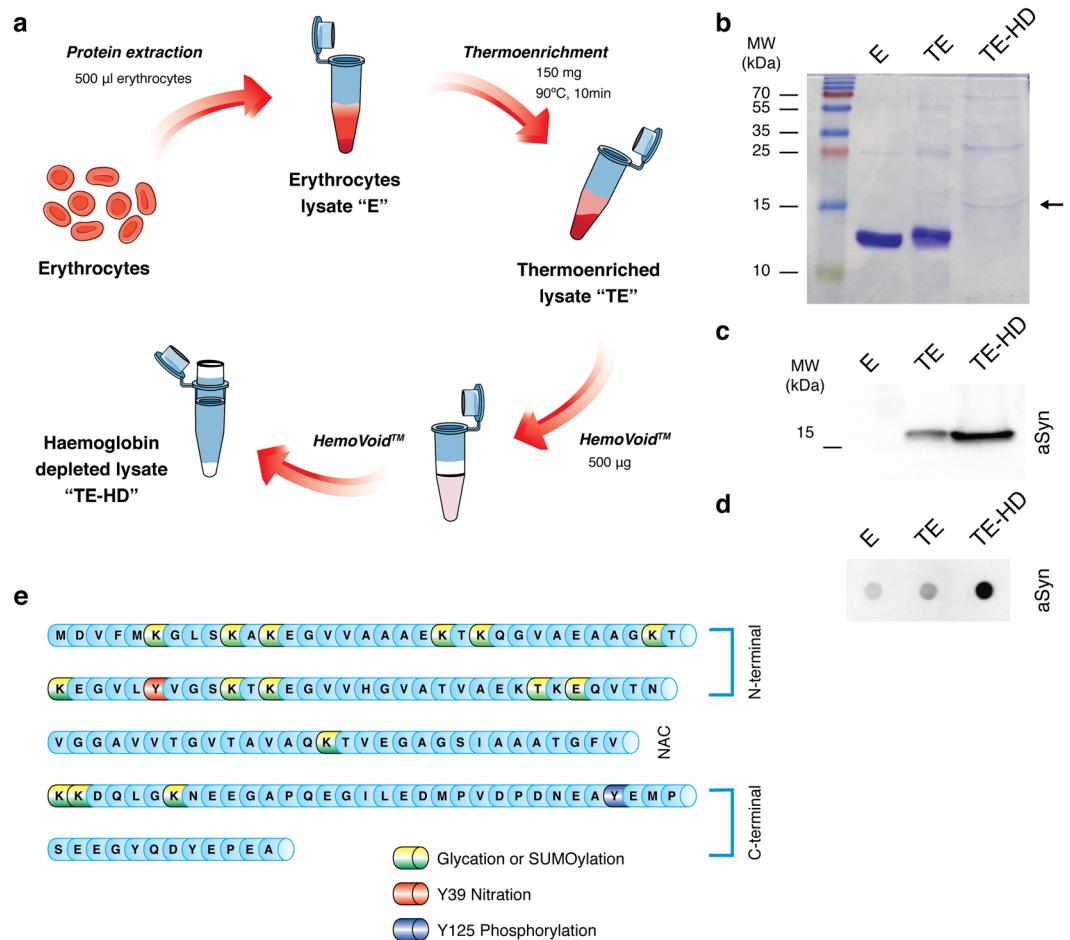 a
Protein extraction
500 µl erythrocytes
Erythrocytes
Erythrocytes
lysate “E”
Thermoenrichment
150 mg
90ºC, 10min
Thermoenriched
lysate “TE”
HemoVoid™
500 µg
HemoVoid™
Haemoglobin
depleted lysate
“TE-HD”
b
MW
(kDa)
E
TE
TE-HD
70
55
35
25
15
10
c
MW
(kDa)
E
TE
TE-HD
15
aSyn
d
E
TE
TE-HD
aSyn
e
M D V F M K G L S K A K E G V V A A A E K T K Q G V A E A A G K T
K E G V L Y V G S K T K E G V V H G V A T V A E K T K E Q V T N
N-terminal
V G G A V V T G V T A V A Q K T V E G A G S I A A A T G F V
NAC
K K D Q L G K N E E G A P Q E G I L E D M P V D P D N E A Y E M P
S E E G Y Q D Y E P E A
C-terminal
Glycation or SUMOylation
Y39 Nitration
Y125 Phosphorylation